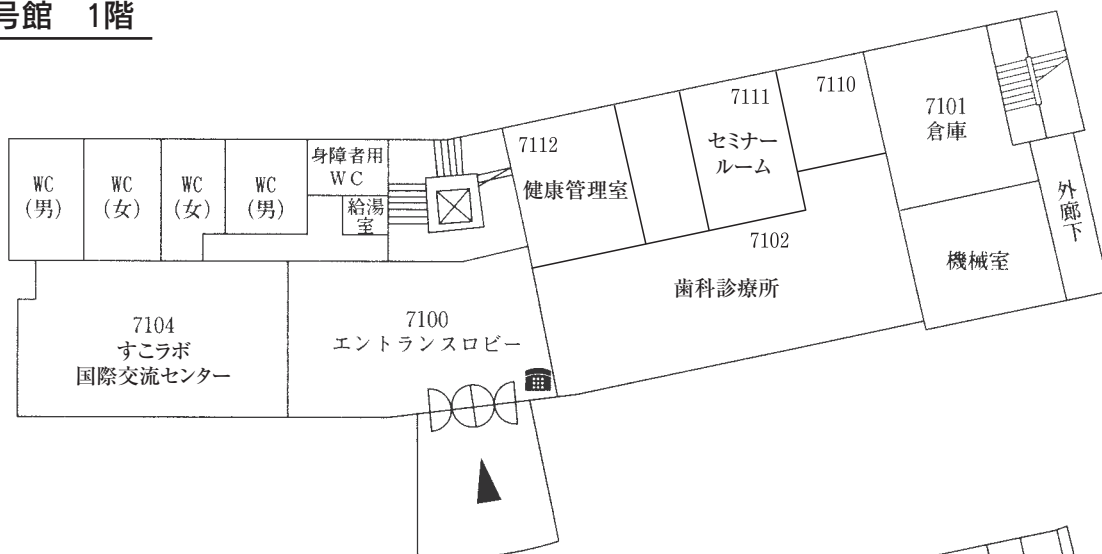 号館　1階
7110
7111
セミナー
ルーム
7101
倉庫
7112
健康管理室
身障者用
WC
給湯
室
WC
(男)
WC
(女)
WC
(女)
WC
(男)
外
廊
下
7102
歯科診療所
機械室
7104
すこラボ
国際交流センター
7100
エントランスロビー